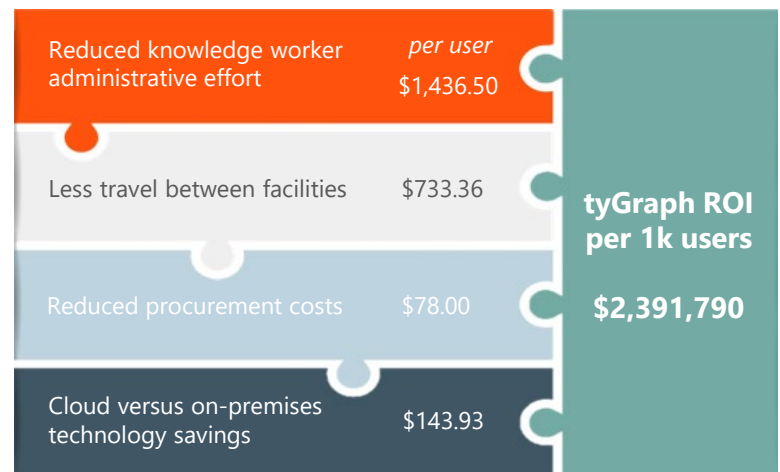 Reduced knowledge worker
administrative effort
per user
$1,436.50
Less travel between facilities $733.36
Reduced procurement costs $78.00
Cloud versus on-premises
technology savings
$143.93
tyGraph ROI
per 1k users
$2,391,790